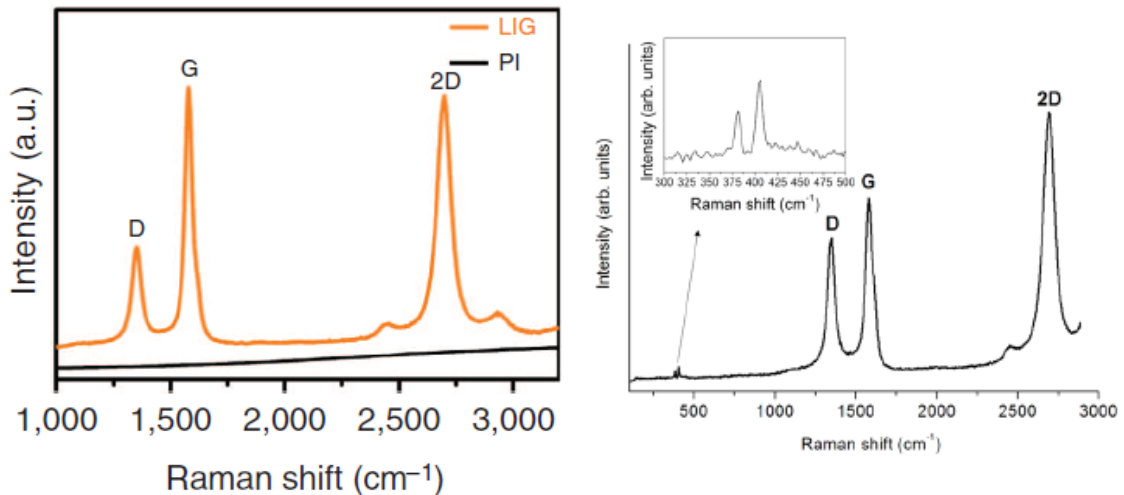 LIG
PI
D
G
2D
Intensity (a.u.)
1,000 1,500 2,000 2,500 3,000
Raman shift (cm–1)
Intensity (arb. units)
300 325 350 375 400 425 450 475 500
Raman shift (cm-1)
D
G
2D
Intensity (arb. units)
500 1000 1500 2000 2500 3000
Raman shift (cm-1)